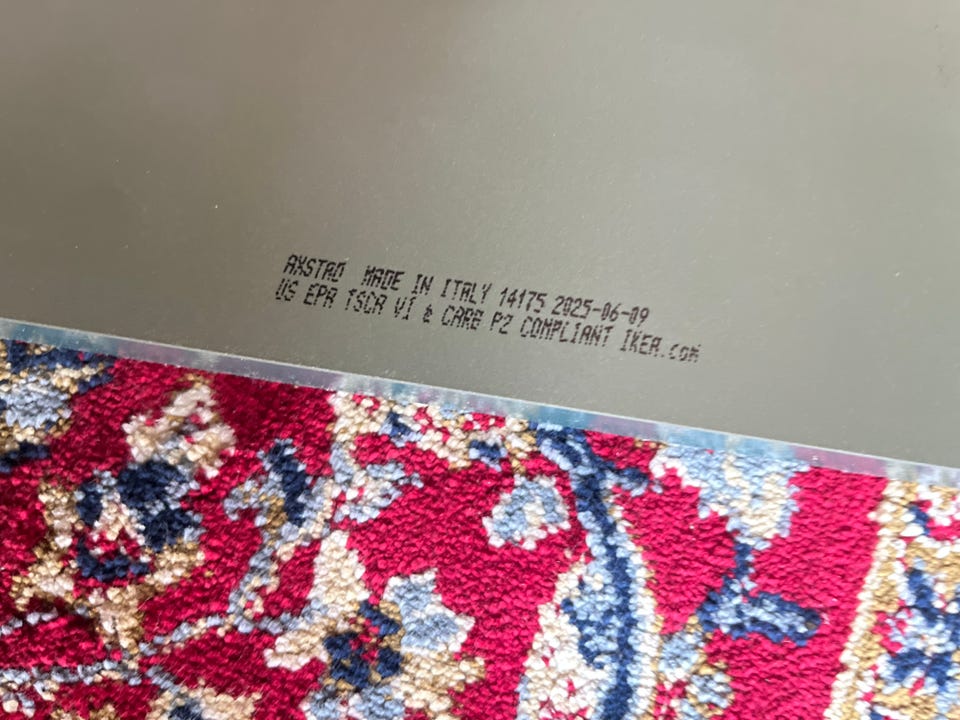 AXSTAD MADE IN ITALY 14175 2025-06-09
US EPA TSCA VI & CARB P2 COMPLIANT IKEA.com